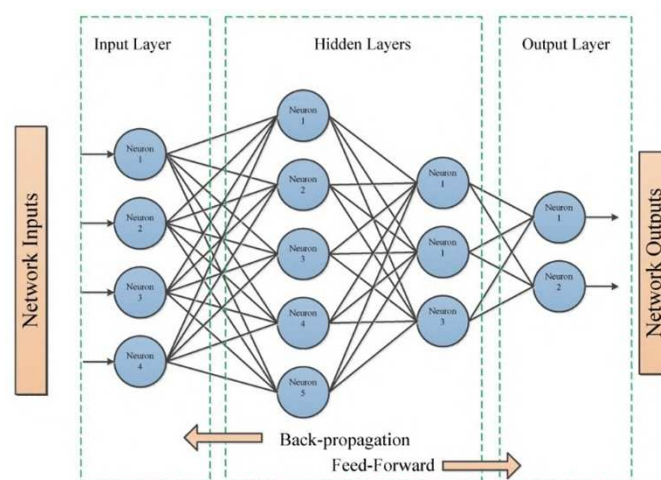 Input Layer
Hidden Layers
Output Layer
Network Inputs
Neuron
1
Neuron
2
Neuron
3
Neuron
4
Neuron
1
Neuron
2
Neuron
3
Neuron
4
Neuron
5
Neuron
1
Neuron
1
Neuron
3
Neuron
1
Neuron
2
Network Outputs
Back-propagation
Feed-Forward